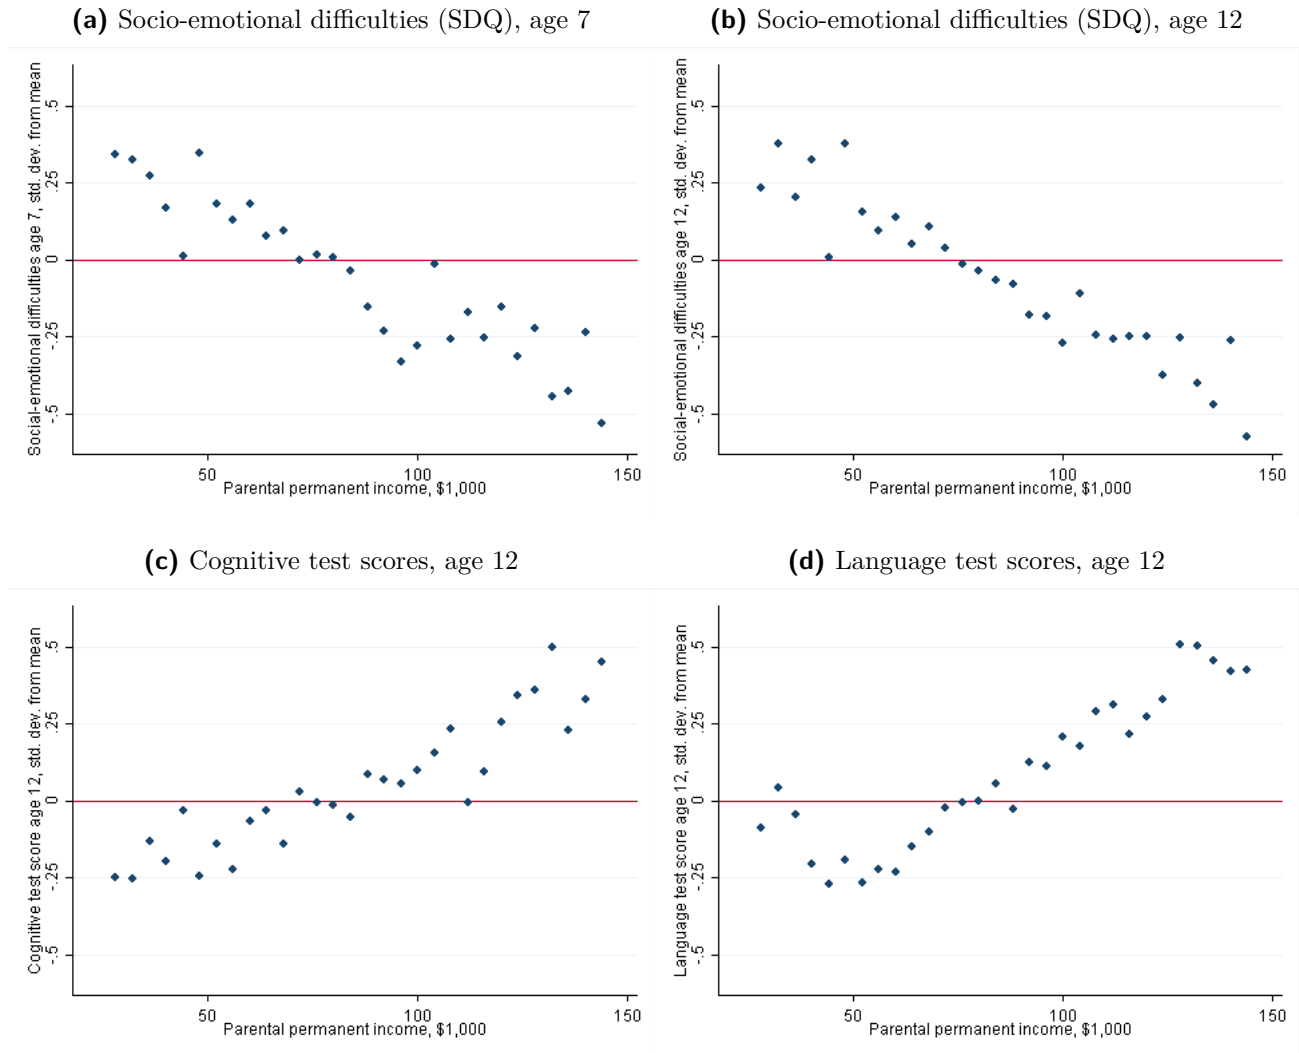 (a) Socio-emotional difficulties (SDQ), age 7
Social-emotional difficulties age 7, std. dev. from mean
.5
.25
0
-.25
-.5
50
100
150
Parental permanent income, $1,000
(b) Socio-emotional difficulties (SDQ), age 12
Social-emotional difficulties age 12, std. dev. from mean
.5
.25
0
-.25
-.5
50
100
150
Parental permanent income, $1,000
(c) Cognitive test scores, age 12
Cognitive test score age 12, std. dev. from mean
.5
.25
0
-.25
-.5
50
100
150
Parental permanent income, $1,000
(d) Language test scores, age 12
Language test score age 12, std. dev. from mean
.5
.25
0
-.25
-.5
50
100
150
Parental permanent income, $1,000